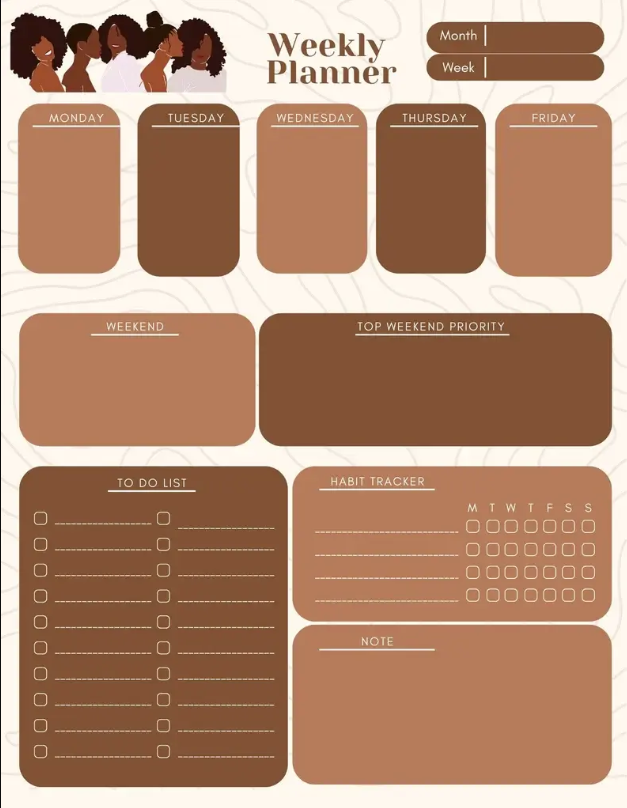 Weekly
Planner
Month
Week
MONDAY
TUESDAY
WEDNESDAY
THURSDAY
FRIDAY
WEEKEND
TOP WEEKEND PRIORITY
TO DO LIST
HABIT TRACKER
M T W T F S S
NOTE